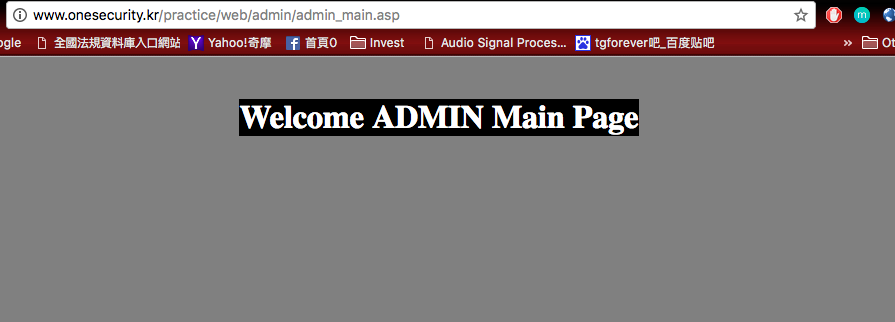 www.onesecurity.kr/practice/web/admin/admin_main.asp
ogle 全國法規資料庫入口網站 Yahoo!奇摩 首頁0 Invest Audio Signal Proces... tgforever吧_百度贴吧 » Ot
Welcome ADMIN Main Page